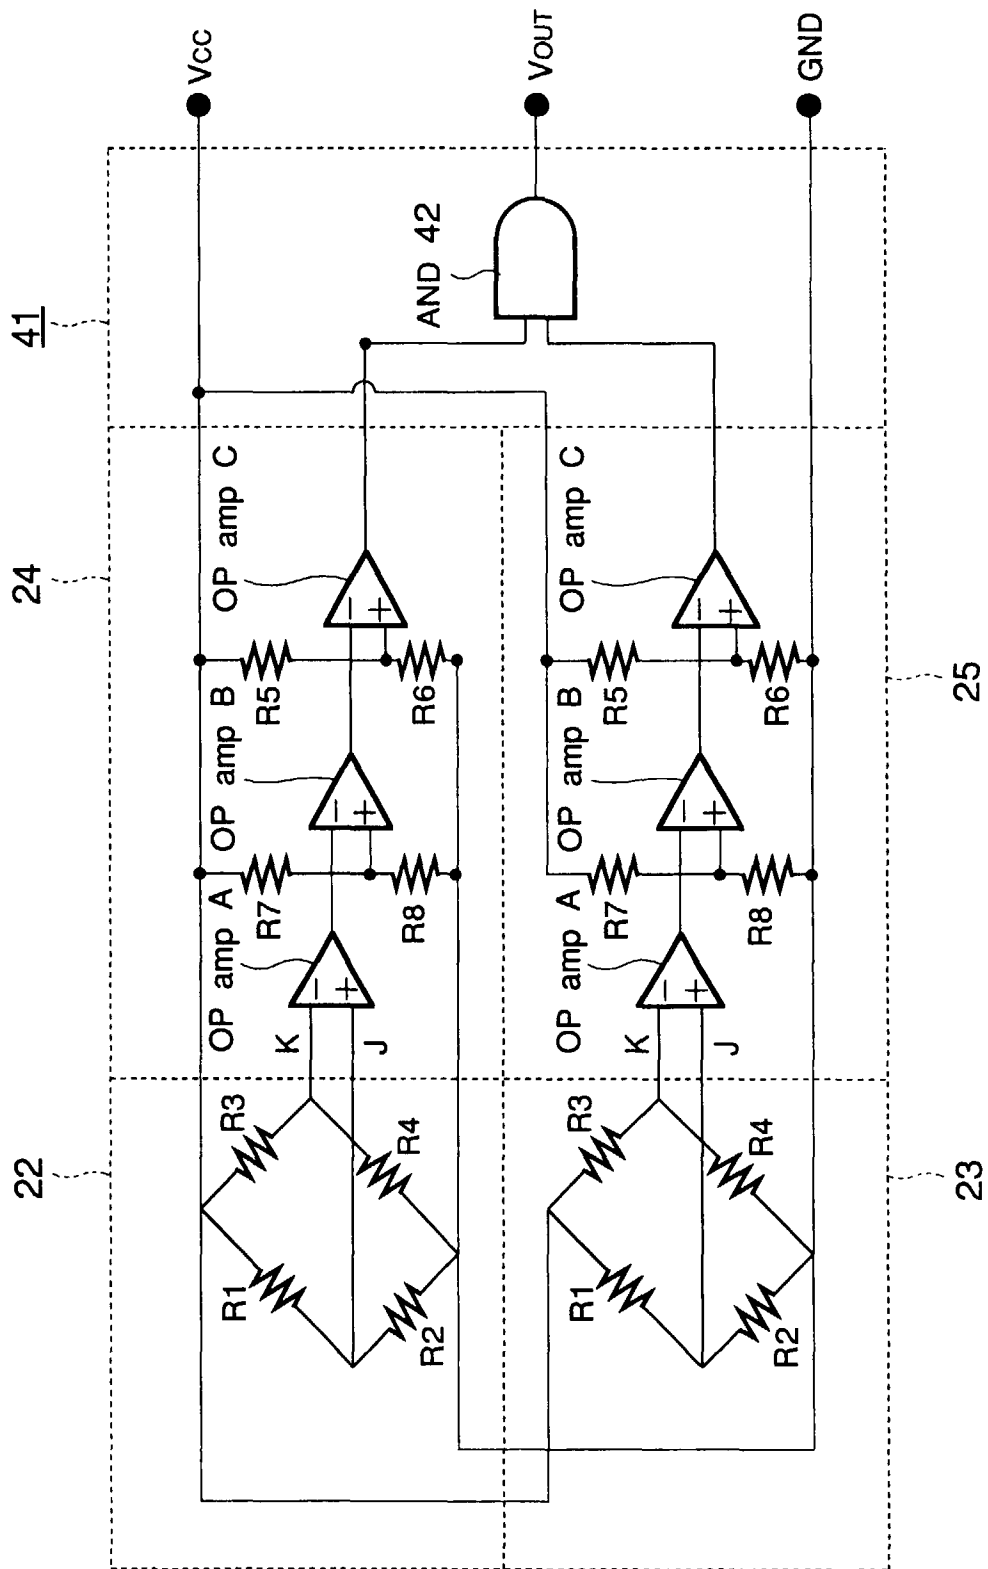 41
24
22
VCC
VOUT
GND
AND 42
OP amp A
OP amp B
OP amp C
R7
R8
R5
R6
K
J
R3
R4
R1
R2
OP amp A
OP amp B
OP amp C
R7
R8
R5
R6
K
J
R3
R4
R1
R2
23
25